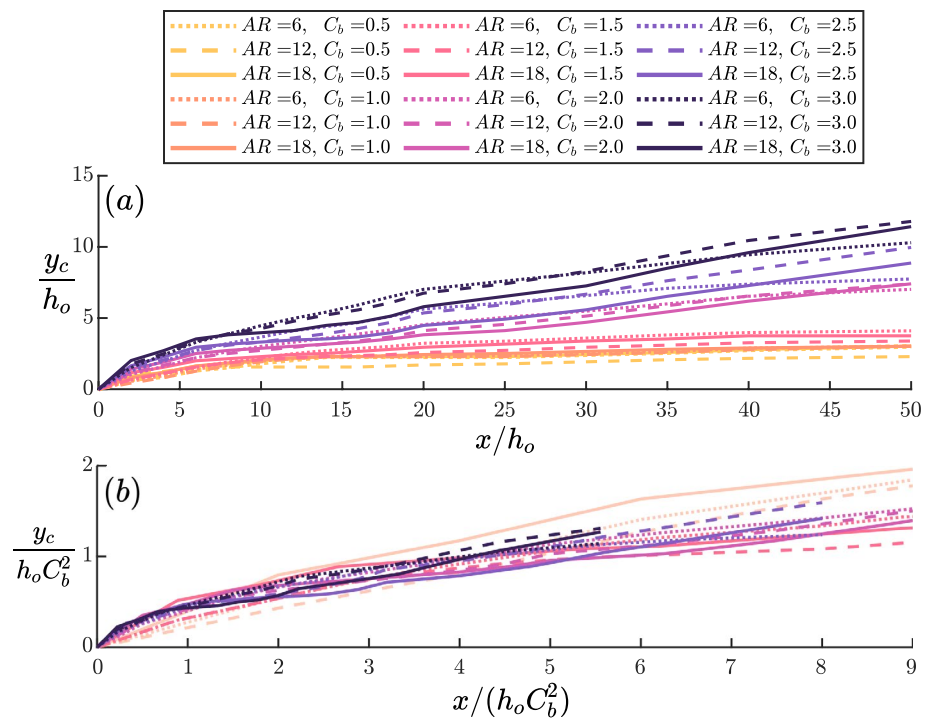 AR =6, C_b =0.5 AR =6, C_b =1.5 AR =6, C_b =2.5
AR =12, C_b =0.5 AR =12, C_b =1.5 AR =12, C_b =2.5
AR =18, C_b =0.5 AR =18, C_b =1.5 AR =18, C_b =2.5
AR =6, C_b =1.0 AR =6, C_b =2.0 AR =6, C_b =3.0
AR =12, C_b =1.0 AR =12, C_b =2.0 AR =12, C_b =3.0
AR =18, C_b =1.0 AR =18, C_b =2.0 AR =18, C_b =3.0
(a)
15
10
5
0
y_c/h_o
0 5 10 15 20 25 30 35 40 45 50
x/h_o
(b)
2
1
0
y_c/h_oC_b^2
0 1 2 3 4 5 6 7 8 9
x/(h_oC_b^2)